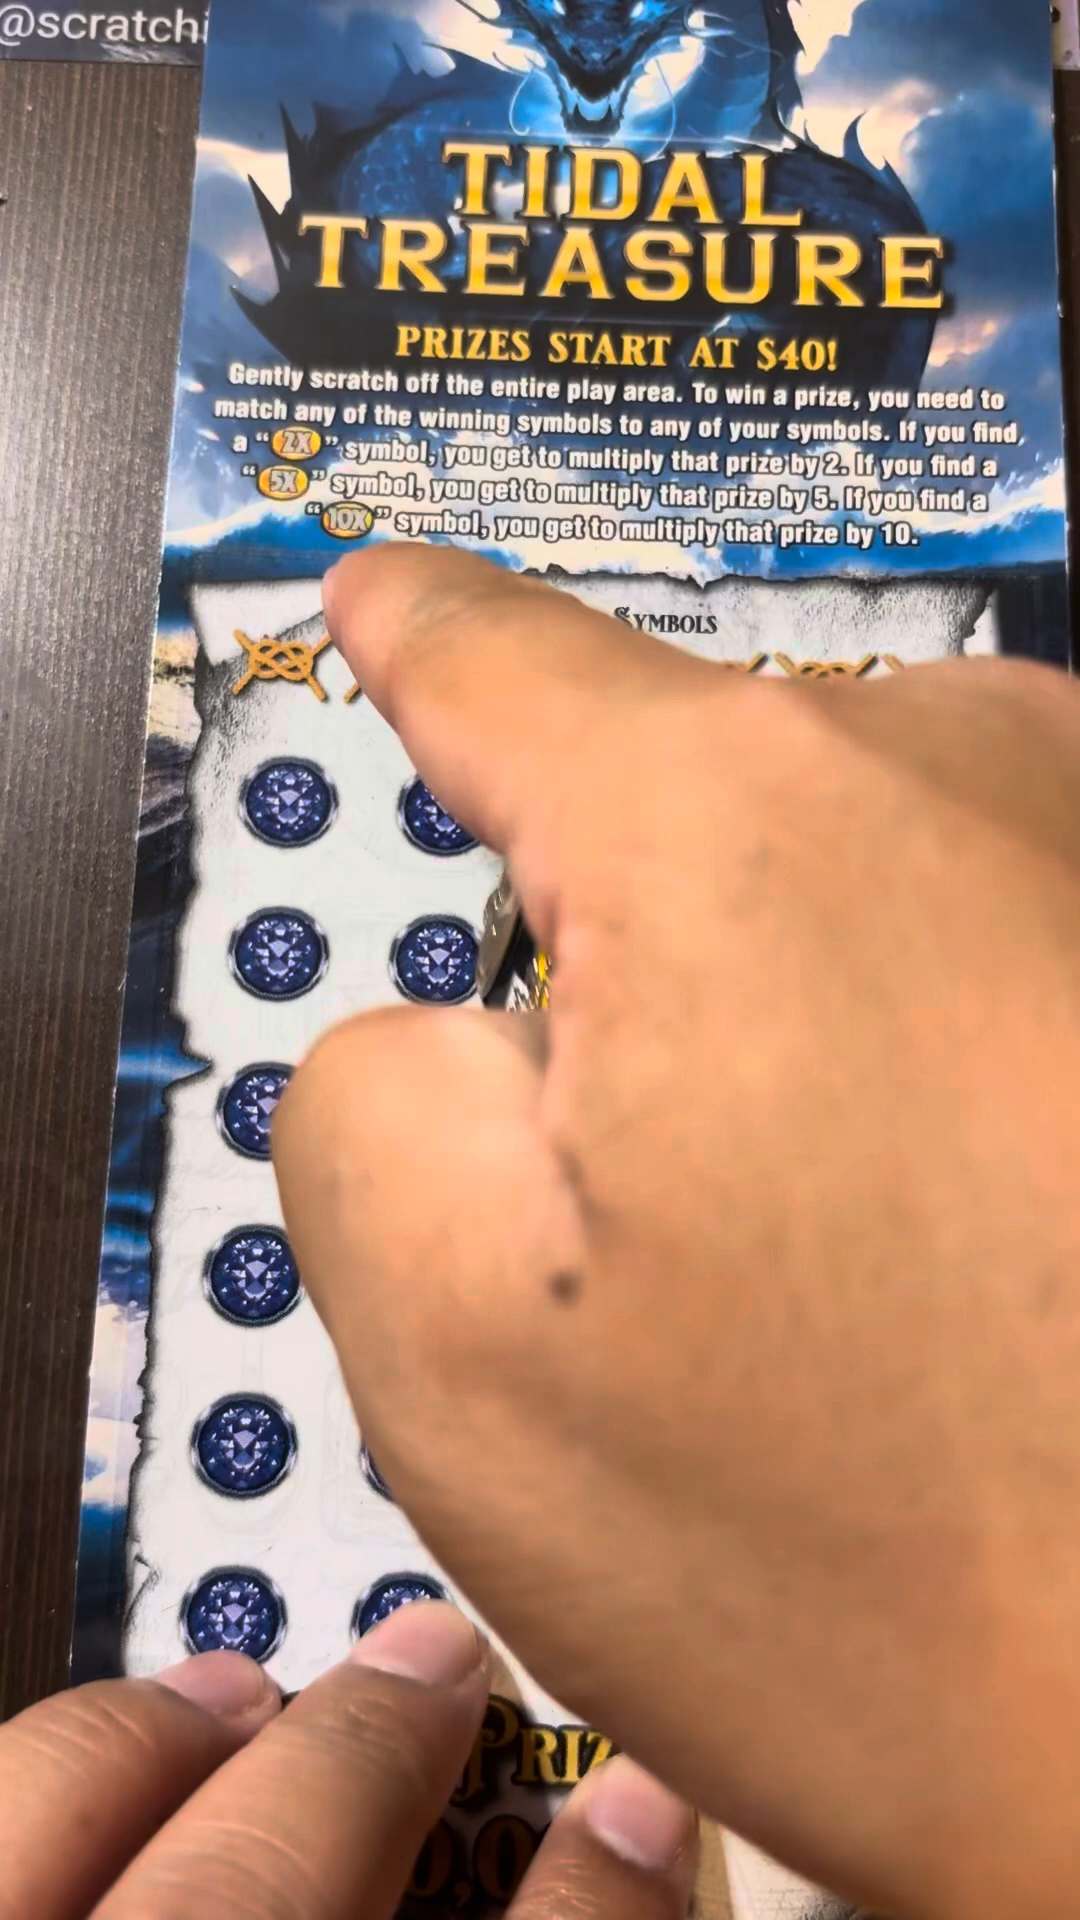 @scratchi
TIDAL
TREASURE
PRIZES START AT $40!
Gently scratch off the entire play area. To win a prize, you need to
match any of the winning symbols to any of your symbols. If you find,
a “2X” symbol, you get to multiply that prize by 2. If you find a
“5X” symbol, you get to multiply that prize by 5. If you find a
“10X” symbol, you get to multiply that prize by 10.
SYMBOLS
PRIZ
0,0